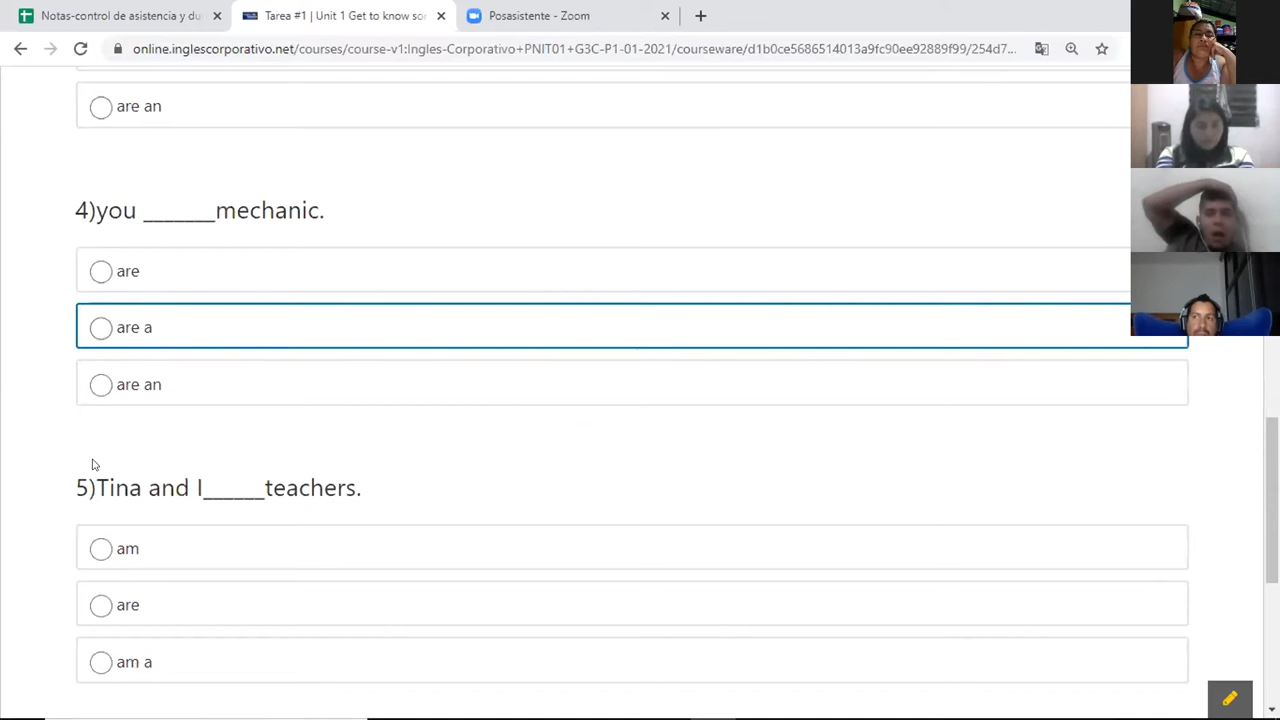 Notas-control de asistencia y du
Tarea #1 | Unit 1 Get to know so
Posasistente - Zoom
online.inglescorporativo.net/courses/course-v1:Ingles-Corporativo+PNIT01+G3C-P1-01-2021/courseware/d1b0ce5686514013a9fc90ee92889f99/254d7...
are an
4)you _______mechanic.
are
are a
are an
5)Tina and I______teachers.
am
are
am a